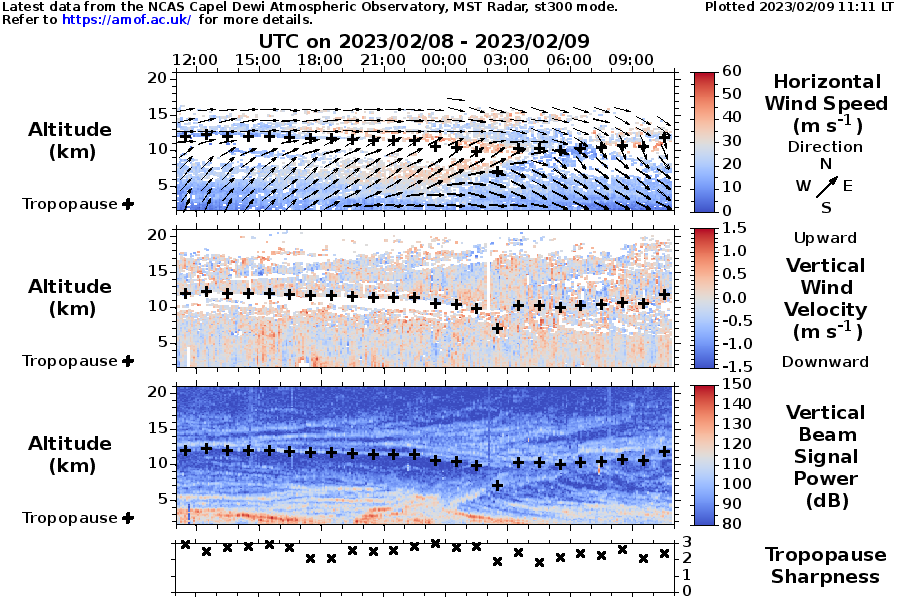 Latest data from the NCAS Capel Dewi Atmospheric Observatory, MST Radar, st300 mode.
Plotted 2023/02/09 11:11 LT
Refer to https://amof.ac.uk/ for more details.
UTC on 2023/02/08 - 2023/02/09
12:00 15:00 18:00 21:00 00:00 03:00 06:00 09:00
20
15
10
5
Altitude
(km)
Tropopause
60
50
40
30
20
10
0
Horizontal
Wind Speed
(m s-1)
Direction
N
W E
S
20
15
10
5
Altitude
(km)
Tropopause
1.5
1.0
0.5
0.0
-0.5
-1.0
-1.5
Upward
Vertical
Wind
Velocity
(m s-1)
Downward
20
15
10
5
Altitude
(km)
Tropopause
150
140
130
120
110
100
90
80
Vertical
Beam
Signal
Power
(dB)
3
2
1
0
Tropopause
Sharpness